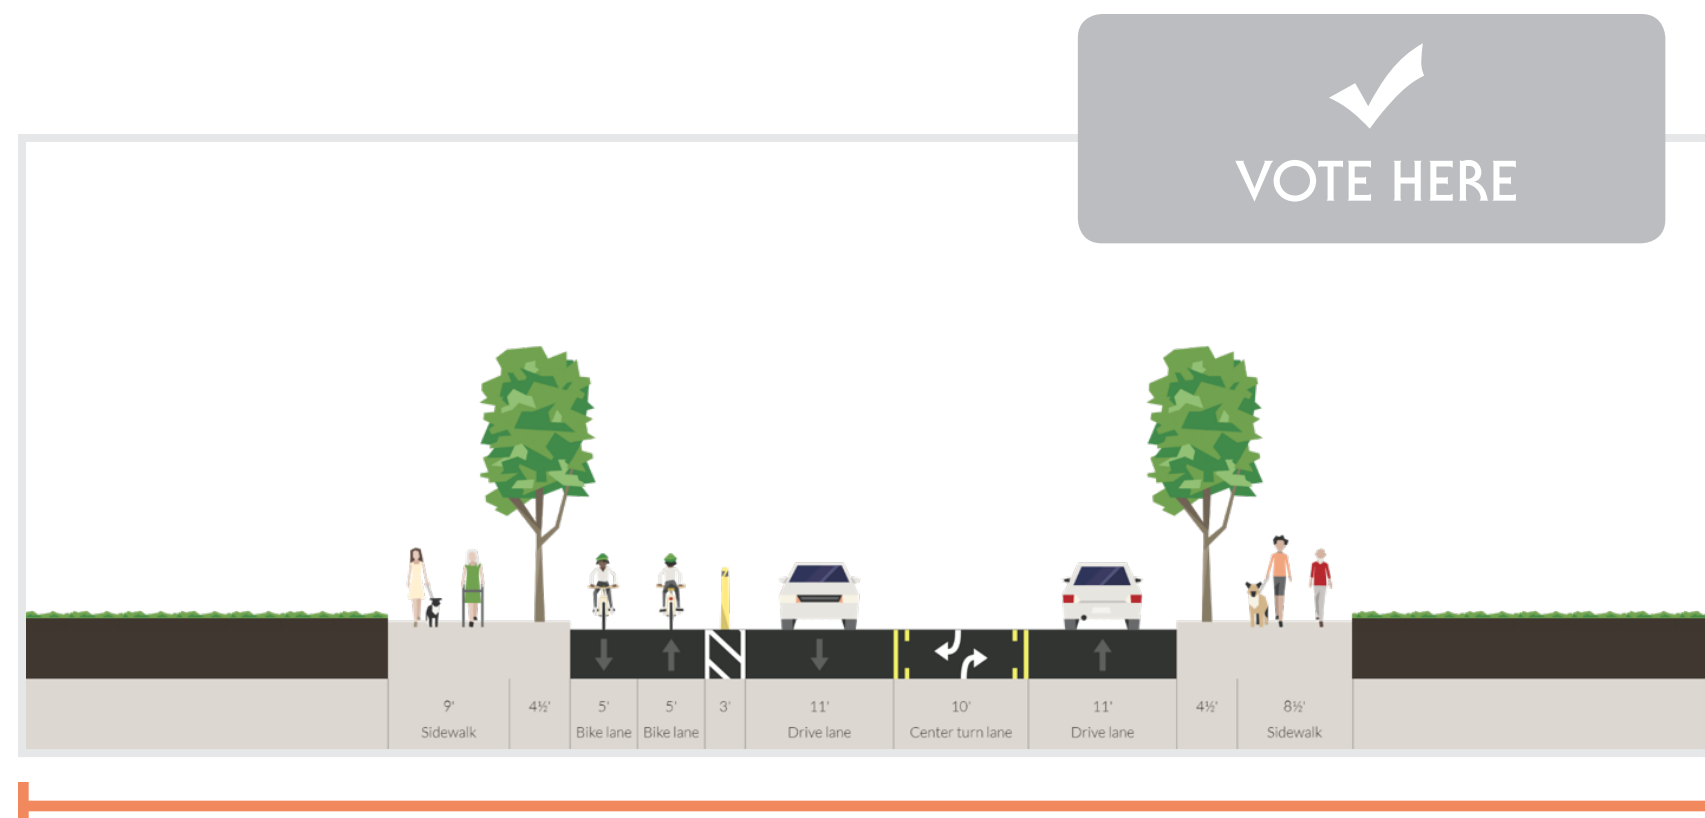 VOTE HERE
9' 4½' 5' 5' 3' 11' 10' 11' 4½' 8½'
Sidewalk Bike lane Bike lane Drive lane Center turn lane Drive lane Sidewalk